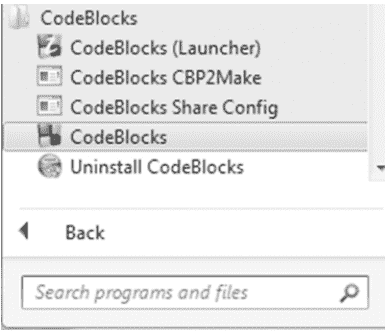 CodeBlocks
CodeBlocks (Launcher)
CodeBlocks CBP2Make
CodeBlocks Share Config
CodeBlocks
Uninstall CodeBlocks
Back
Search programs and files